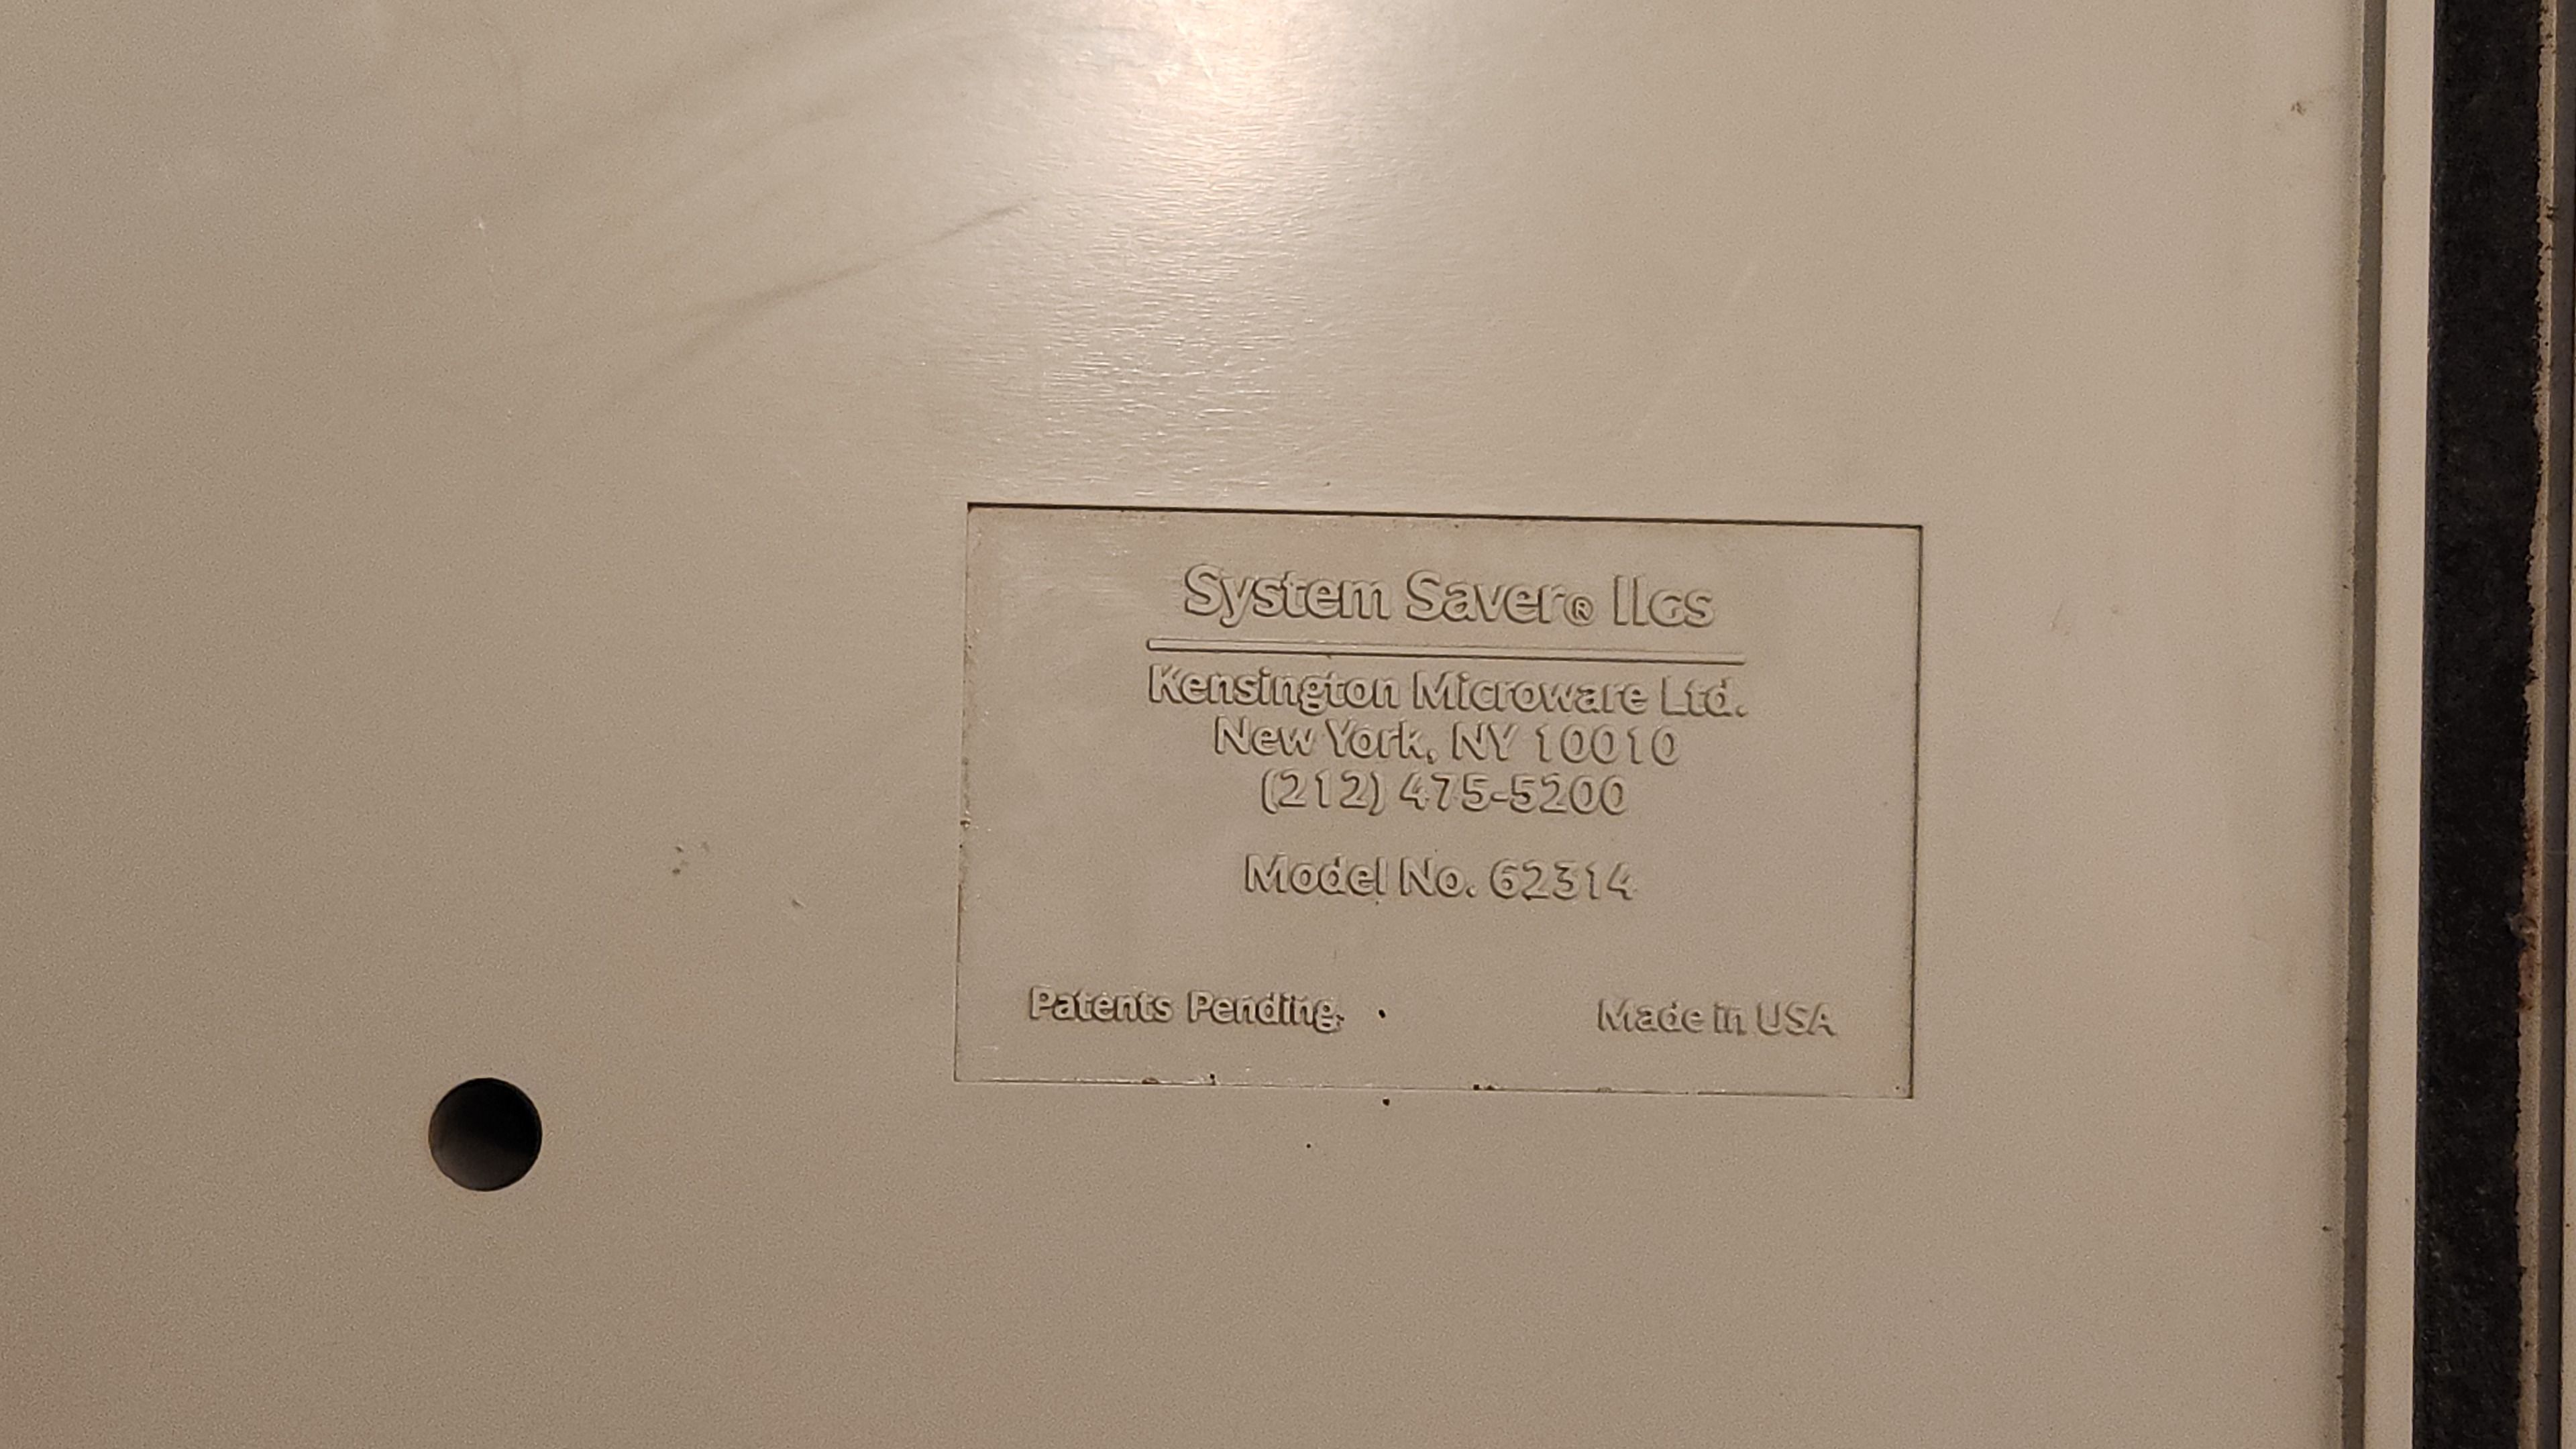 System Saver® IIGS
Kensington Microware Ltd.
New York, NY 10010
(212) 475-5200
Model No. 62314
Patents Pending. Made in USA